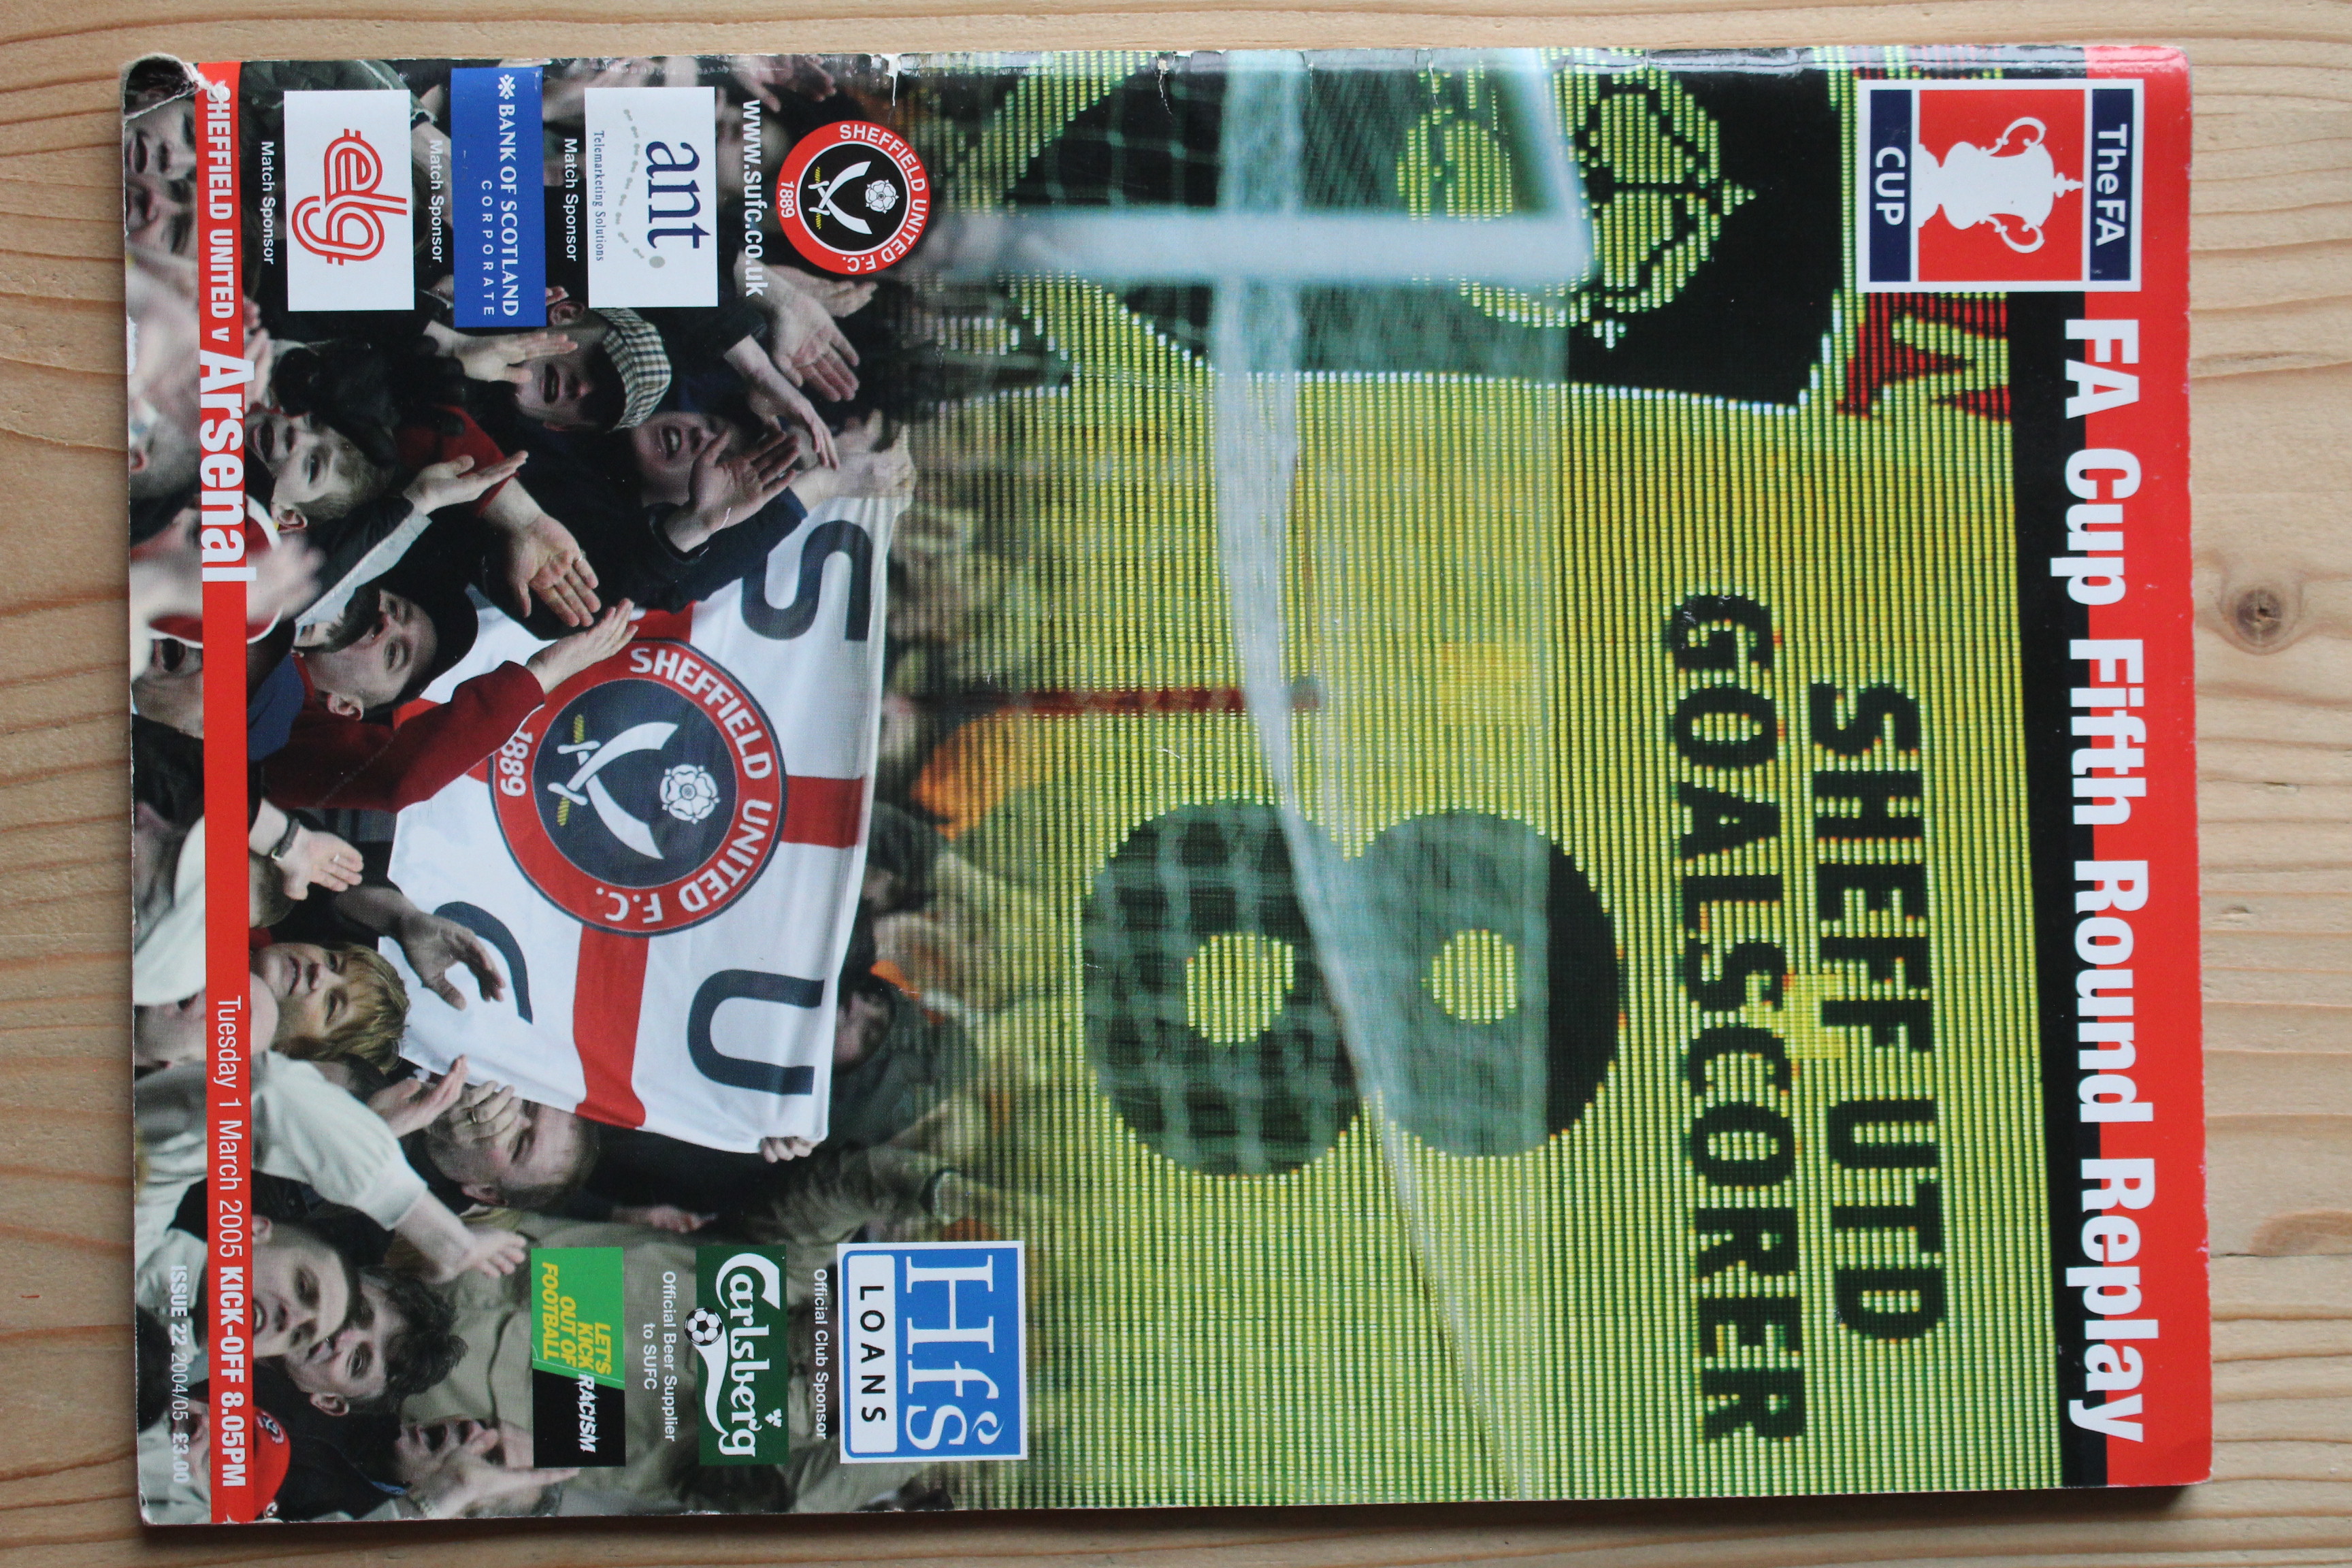 The FA
CUP
FA Cup Fifth Round Replay
SHEFF UTD
GOALSCORER
8
SHEFFIELD UNITED F.C.
1889
www.sufc.co.uk
ant
Telemarketing Solutions
Match Sponsor
BANK OF SCOTLAND
CORPORATE
Match Sponsor
elg
Match Sponsor
S U
SHEFFIELD UNITED F.C.
1889
Hfs
LOANS
Official Club Sponsor
Carlsberg
Official Beer Supplier
to SUFC
LET'S
KICK RACISM
OUT OF
FOOTBALL
SHEFFIELD UNITED v Arsenal
Tuesday 1 March 2005 KICK-OFF 8.05PM
ISSUE 22 2004/05 £3.00